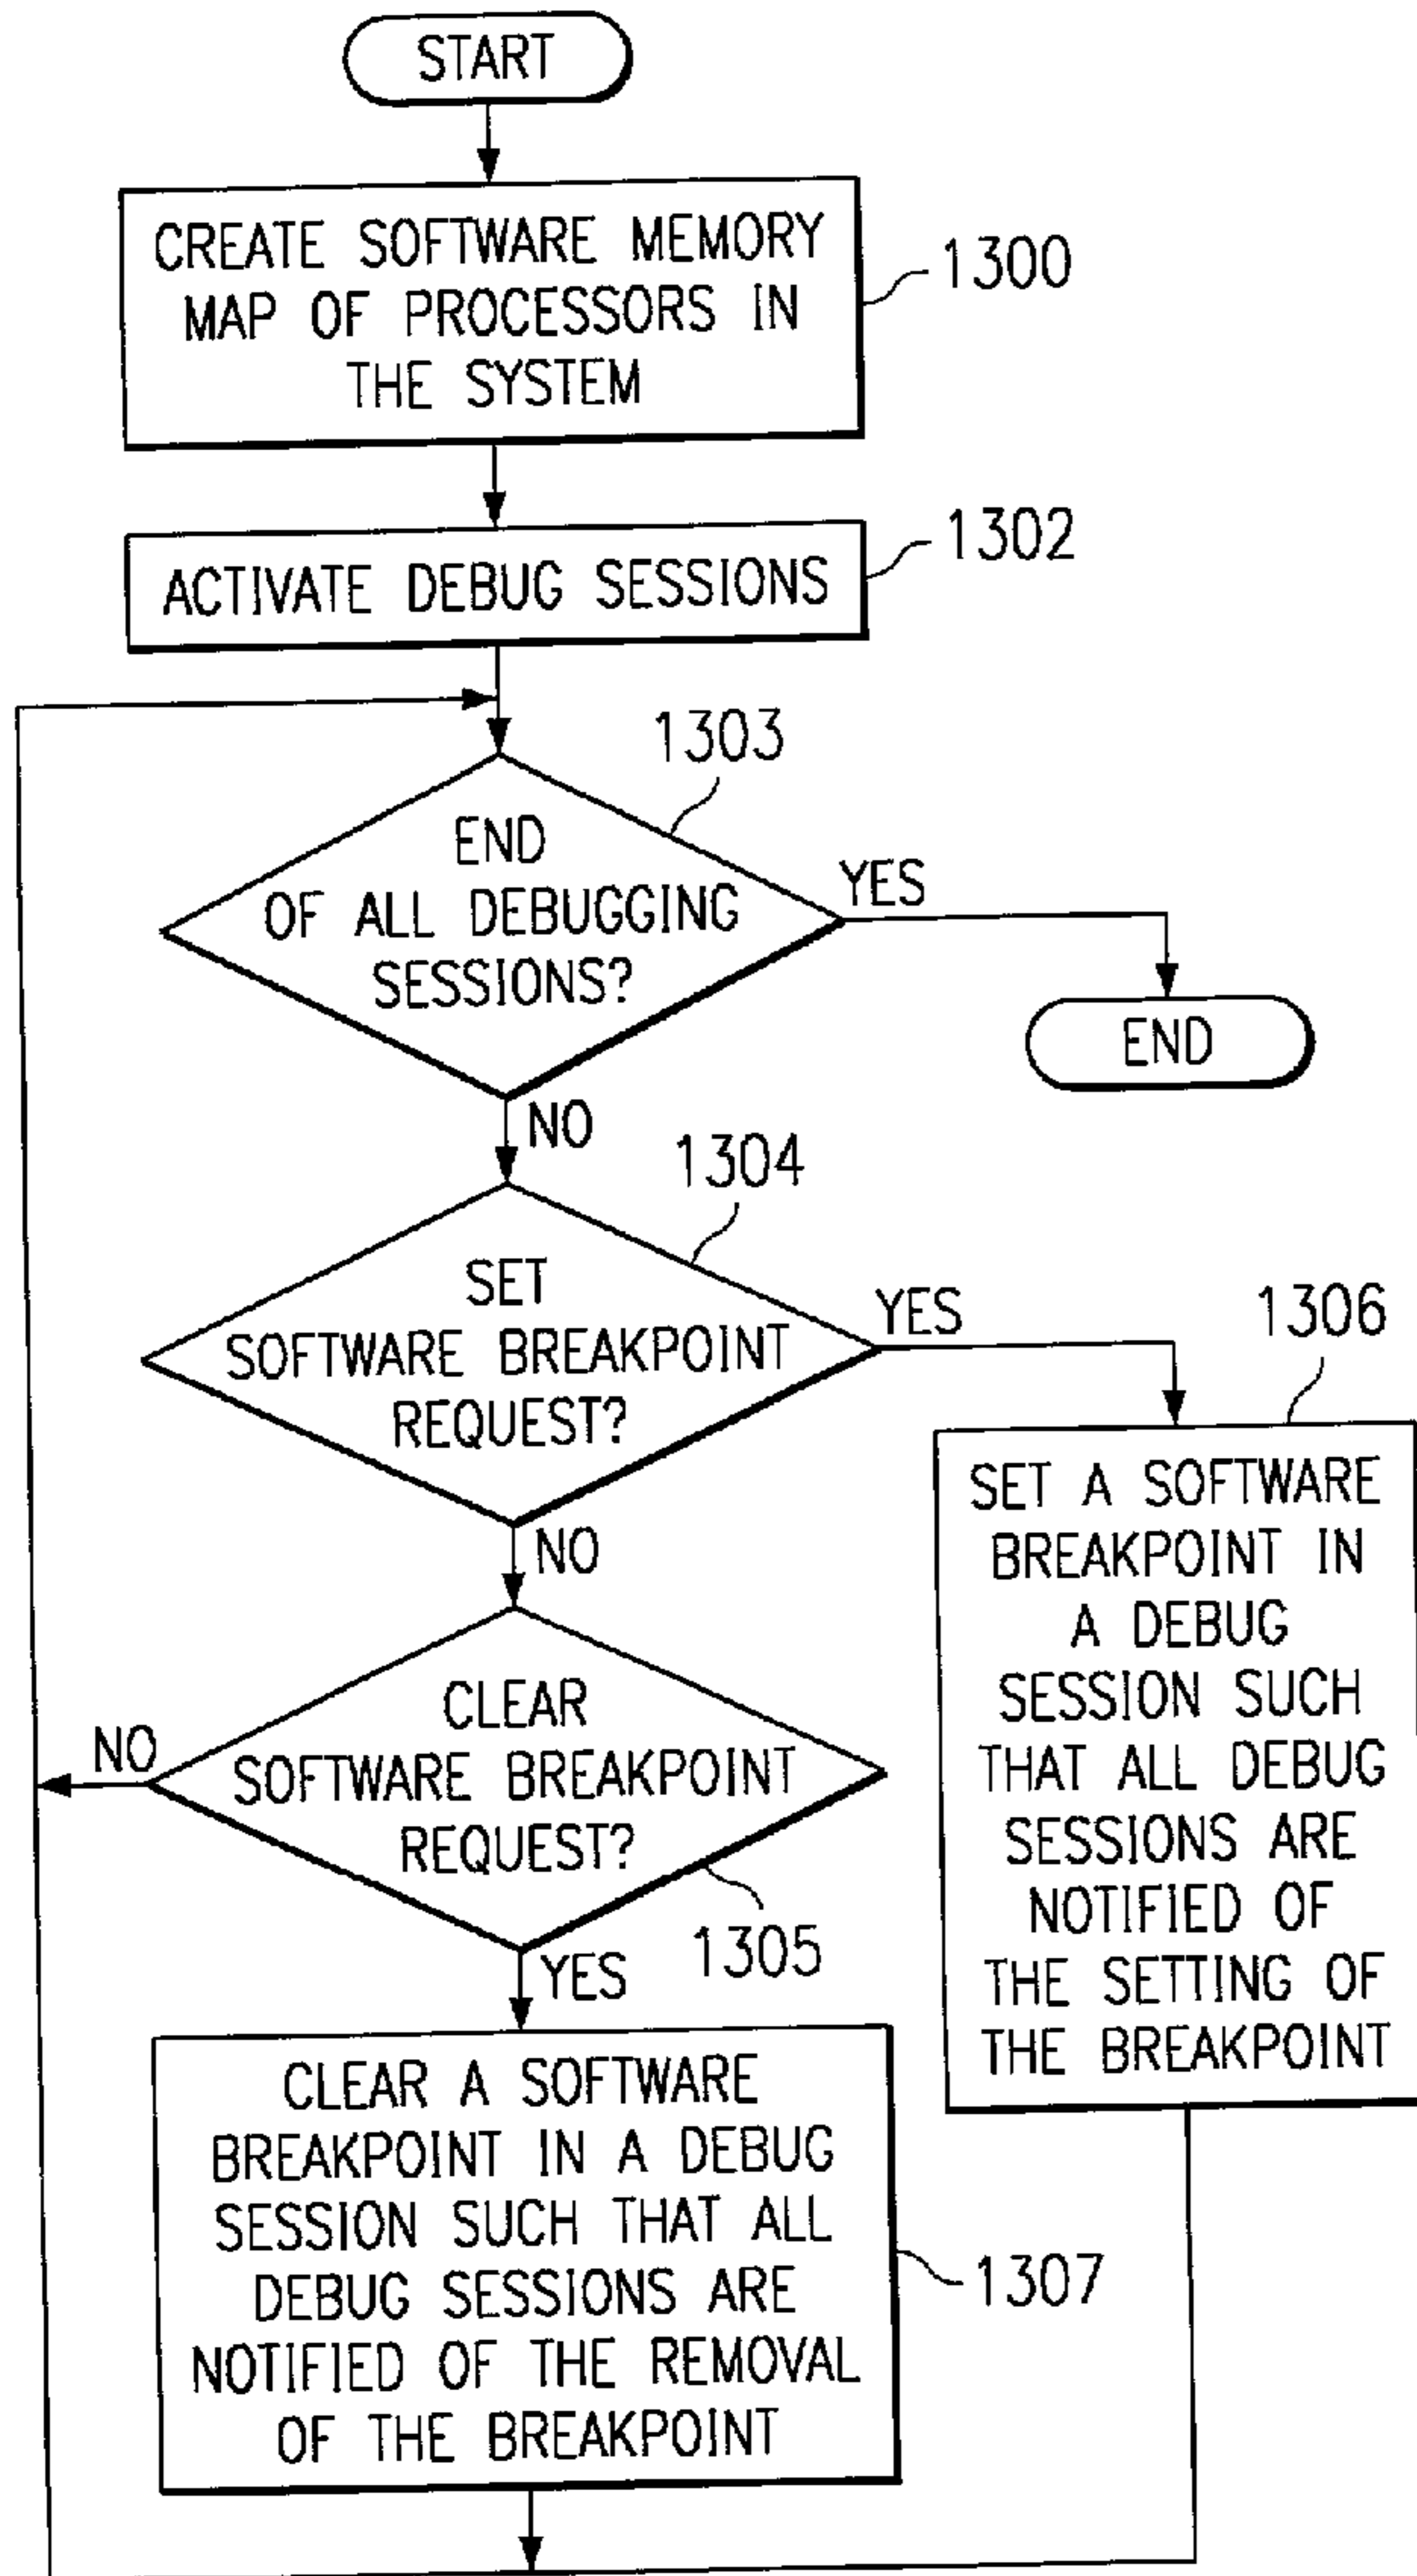 START
CREATE SOFTWARE MEMORY
MAP OF PROCESSORS IN
THE SYSTEM
1300
ACTIVATE DEBUG SESSIONS
1302
1303
END
OF ALL DEBUGGING
SESSIONS?
YES
END
NO
1304
SET
SOFTWARE BREAKPOINT
REQUEST?
YES
1306
SET A SOFTWARE
BREAKPOINT IN
A DEBUG
SESSION SUCH
THAT ALL DEBUG
SESSIONS ARE
NOTIFIED OF
THE SETTING OF
THE BREAKPOINT
NO
CLEAR
SOFTWARE BREAKPOINT
REQUEST?
NO
1305
YES
CLEAR A SOFTWARE
BREAKPOINT IN A DEBUG
SESSION SUCH THAT ALL
DEBUG SESSIONS ARE
NOTIFIED OF THE REMOVAL
OF THE BREAKPOINT
1307